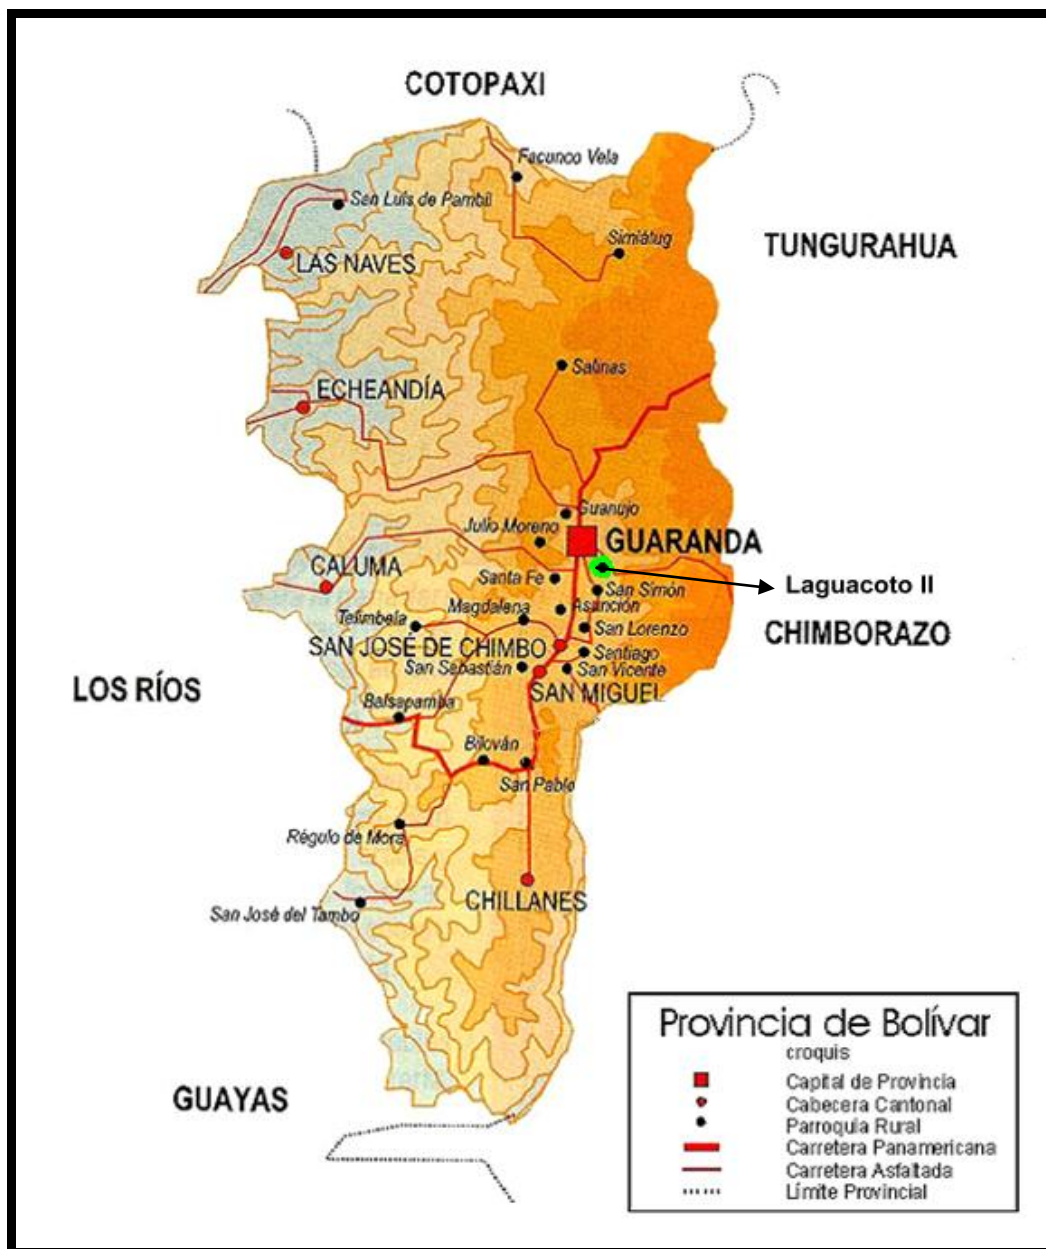 COTOPAXI
Facunco Vela
San Luis de Pambil
Simiátug
TUNGURAHUA
LAS NAVES
Salinas
ECHEANDÍA
Guanujo
Julio Moreno
GUARANDA
CALUMA
Santa Fe
San Simón
Laguacoto II
Magdalena
Asunción
Telimbela
San Lorenzo
CHIMBORAZO
SAN JOSÉ DE CHIMBO
Santiago
San Sebastián
San Vicente
LOS RÍOS
SAN MIGUEL
Balsapamba
Bilován
San Pablo
Régulo de Mora
CHILLANES
San José del Tambo
GUAYAS
Provincia de Bolívar
croquis
Capital de Provincia
Cabecera Cantonal
Parroquia Rural
Carretera Panamericana
Carretera Asfaltada
Límite Provincial